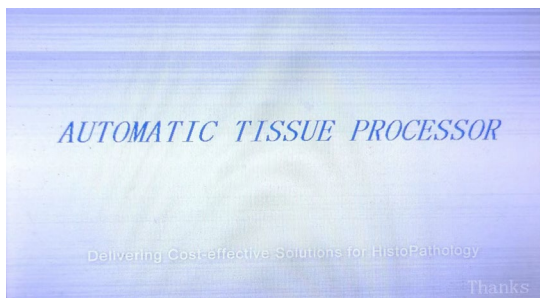 AUTOMATIC TISSUE PROCESSOR
Delivering Cost-effective Solutions for HistoPathology
Thanks